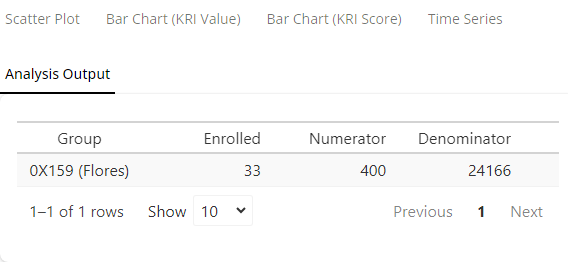 Scatter Plot Bar Chart (KRI Value) Bar Chart (KRI Score) Time Series
Analysis Output
Group Enrolled Numerator Denominator
0X159 (Flores) 33 400 24166
1–1 of 1 rows Show 10 Previous 1 Next